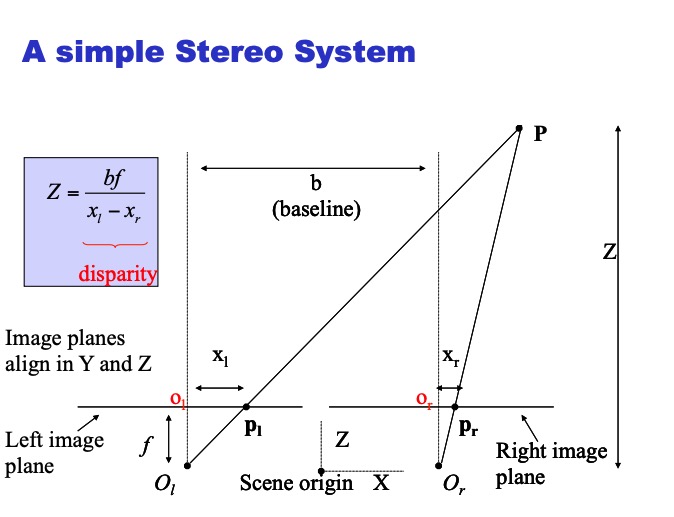 A simple Stereo System
P
b
(baseline)
Z = bf / (x_l − x_r)
disparity
Z
Image planes
align in Y and Z
x_l
x_r
o_l
o_r
p_l
p_r
Left image
plane
f
Z
Right image
plane
O_l
Scene origin X
O_r